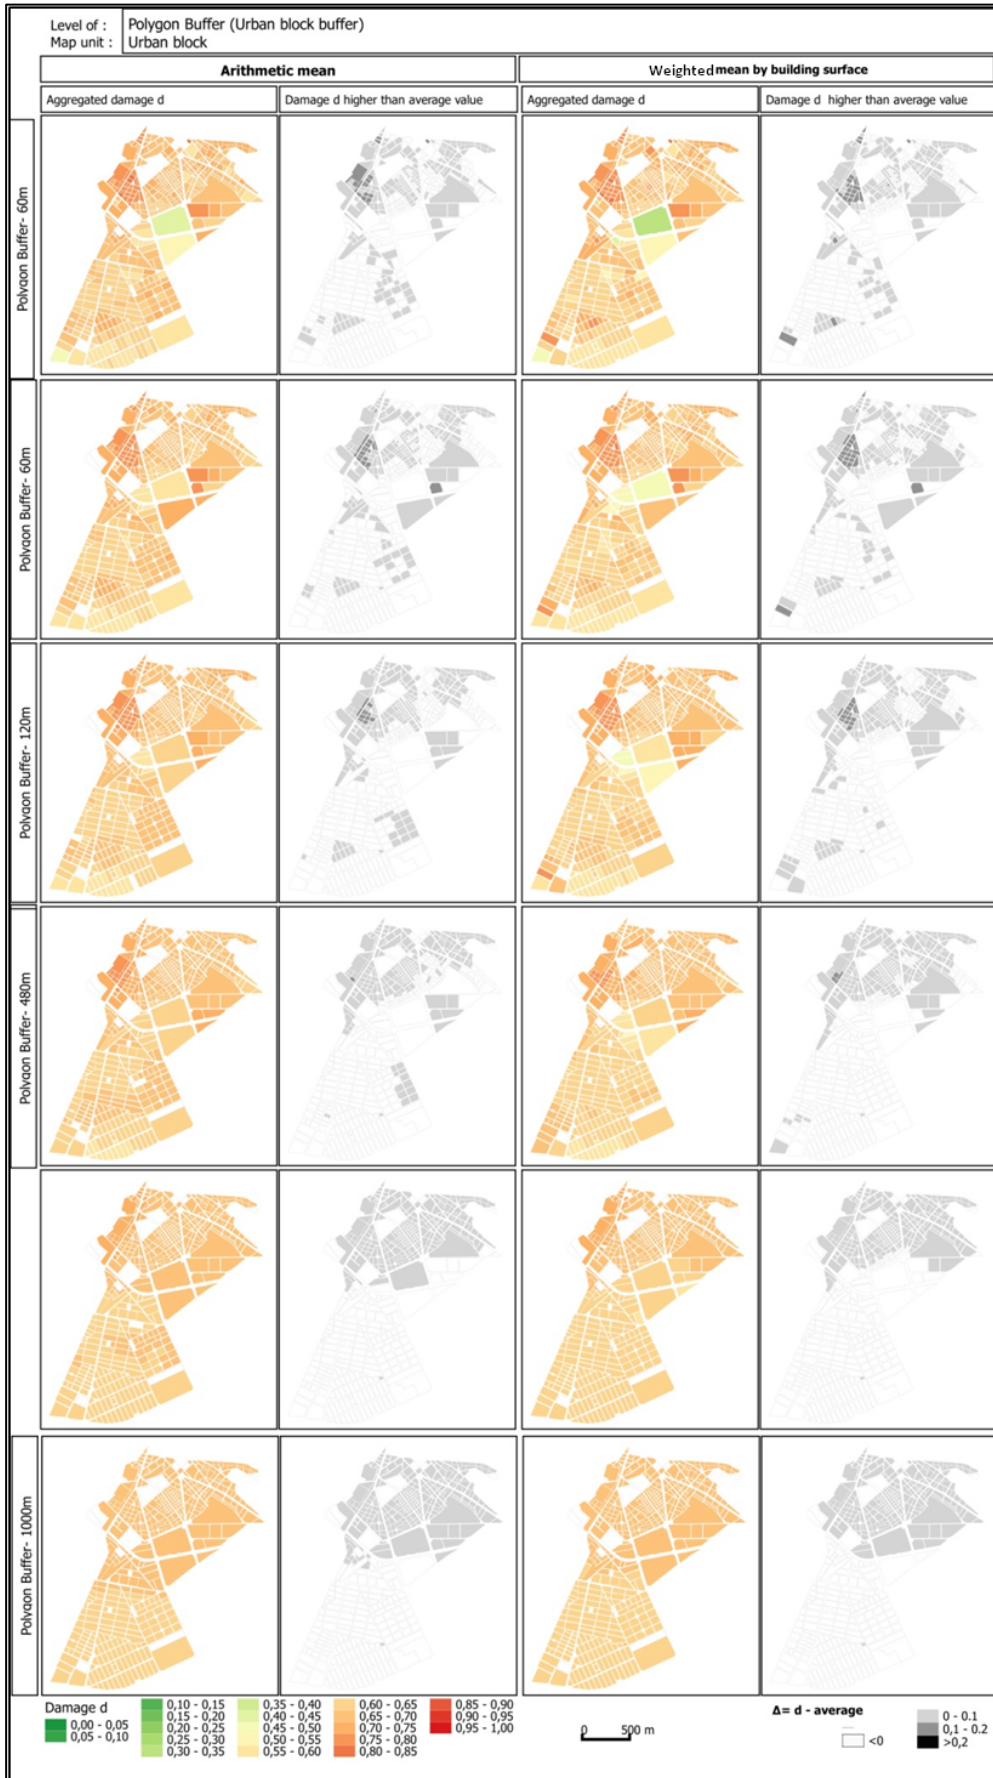 Level of : Polygon Buffer (Urban block buffer)
Map unit : Urban block
Arithmetic mean
Weighted mean by building surface
Aggregated damage d
Damage d higher than average value
Aggregated damage d
Damage d higher than average value
Polygon Buffer- 60m
Polygon Buffer- 60m
Polygon Buffer- 120m
Polygon Buffer- 480m
Polygon Buffer- 1000m
Damage d
0,00 - 0,05
0,05 - 0,10
0,10 - 0,15
0,15 - 0,20
0,20 - 0,25
0,25 - 0,30
0,30 - 0,35
0,35 - 0,40
0,40 - 0,45
0,45 - 0,50
0,50 - 0,55
0,55 - 0,60
0,60 - 0,65
0,65 - 0,70
0,70 - 0,75
0,75 - 0,80
0,80 - 0,85
0,85 - 0,90
0,90 - 0,95
0,95 - 1,00
0 500 m
Δ= d - average
<0
0 - 0.1
0,1 - 0.2
>0,2